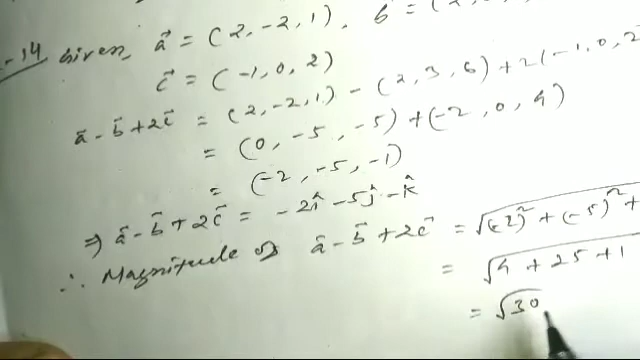 -14 Given, a⃗ = (2, -2, 1), b⃗ = (2,
c⃗ = (-1, 0, 2)
a⃗ - b⃗ + 2c⃗ = (2, -2, 1) - (2, 3, 6) + 2(-1, 0, 2
= (0, -5, -5) + (-2, 0, 4)
= (-2, -5, -1)
⇒ a⃗ - b⃗ + 2c⃗ = -2î - 5ĵ - k̂
∴ Magnitude of a⃗ - b⃗ + 2c⃗ = √(-2)² + (-5)² +
= √4 + 25 + 1
= √30